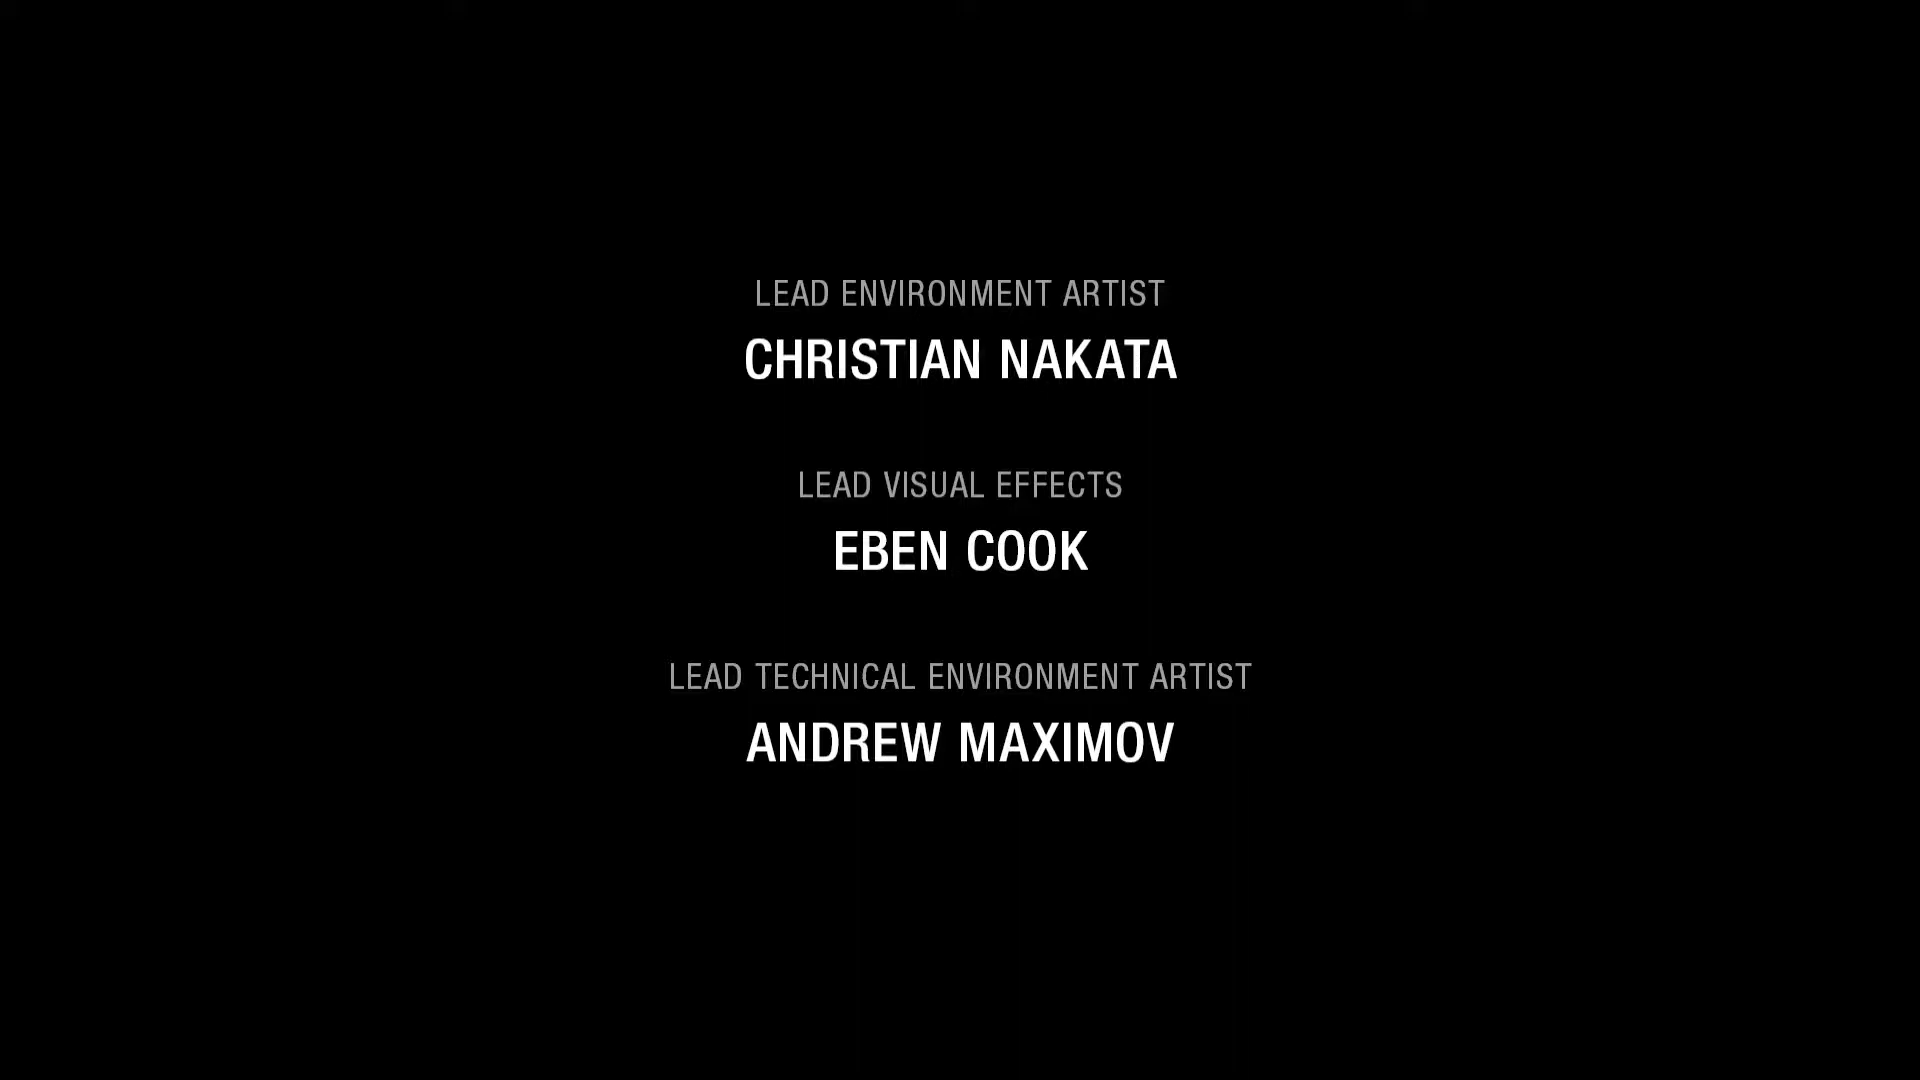 LEAD ENVIRONMENT ARTIST
CHRISTIAN NAKATA
LEAD VISUAL EFFECTS
EBEN COOK
LEAD TECHNICAL ENVIRONMENT ARTIST
ANDREW MAXIMOV